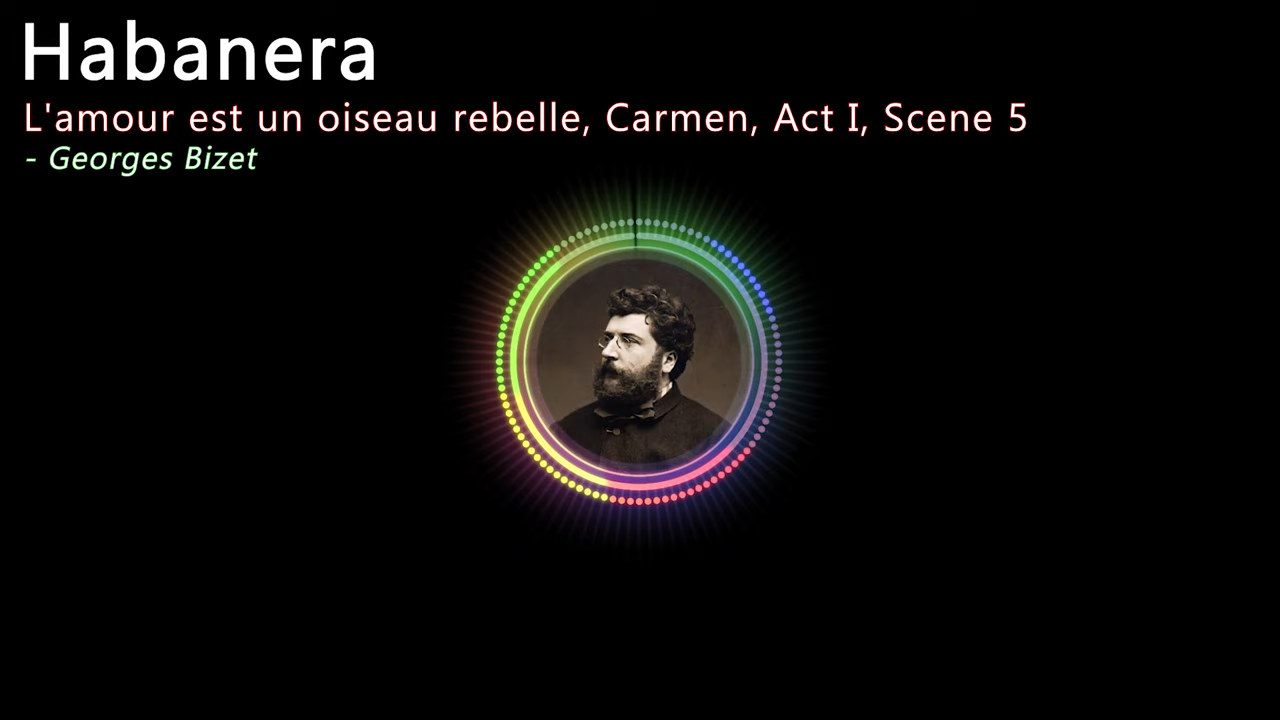 Habanera
L'amour est un oiseau rebelle, Carmen, Act I, Scene 5
- Georges Bizet